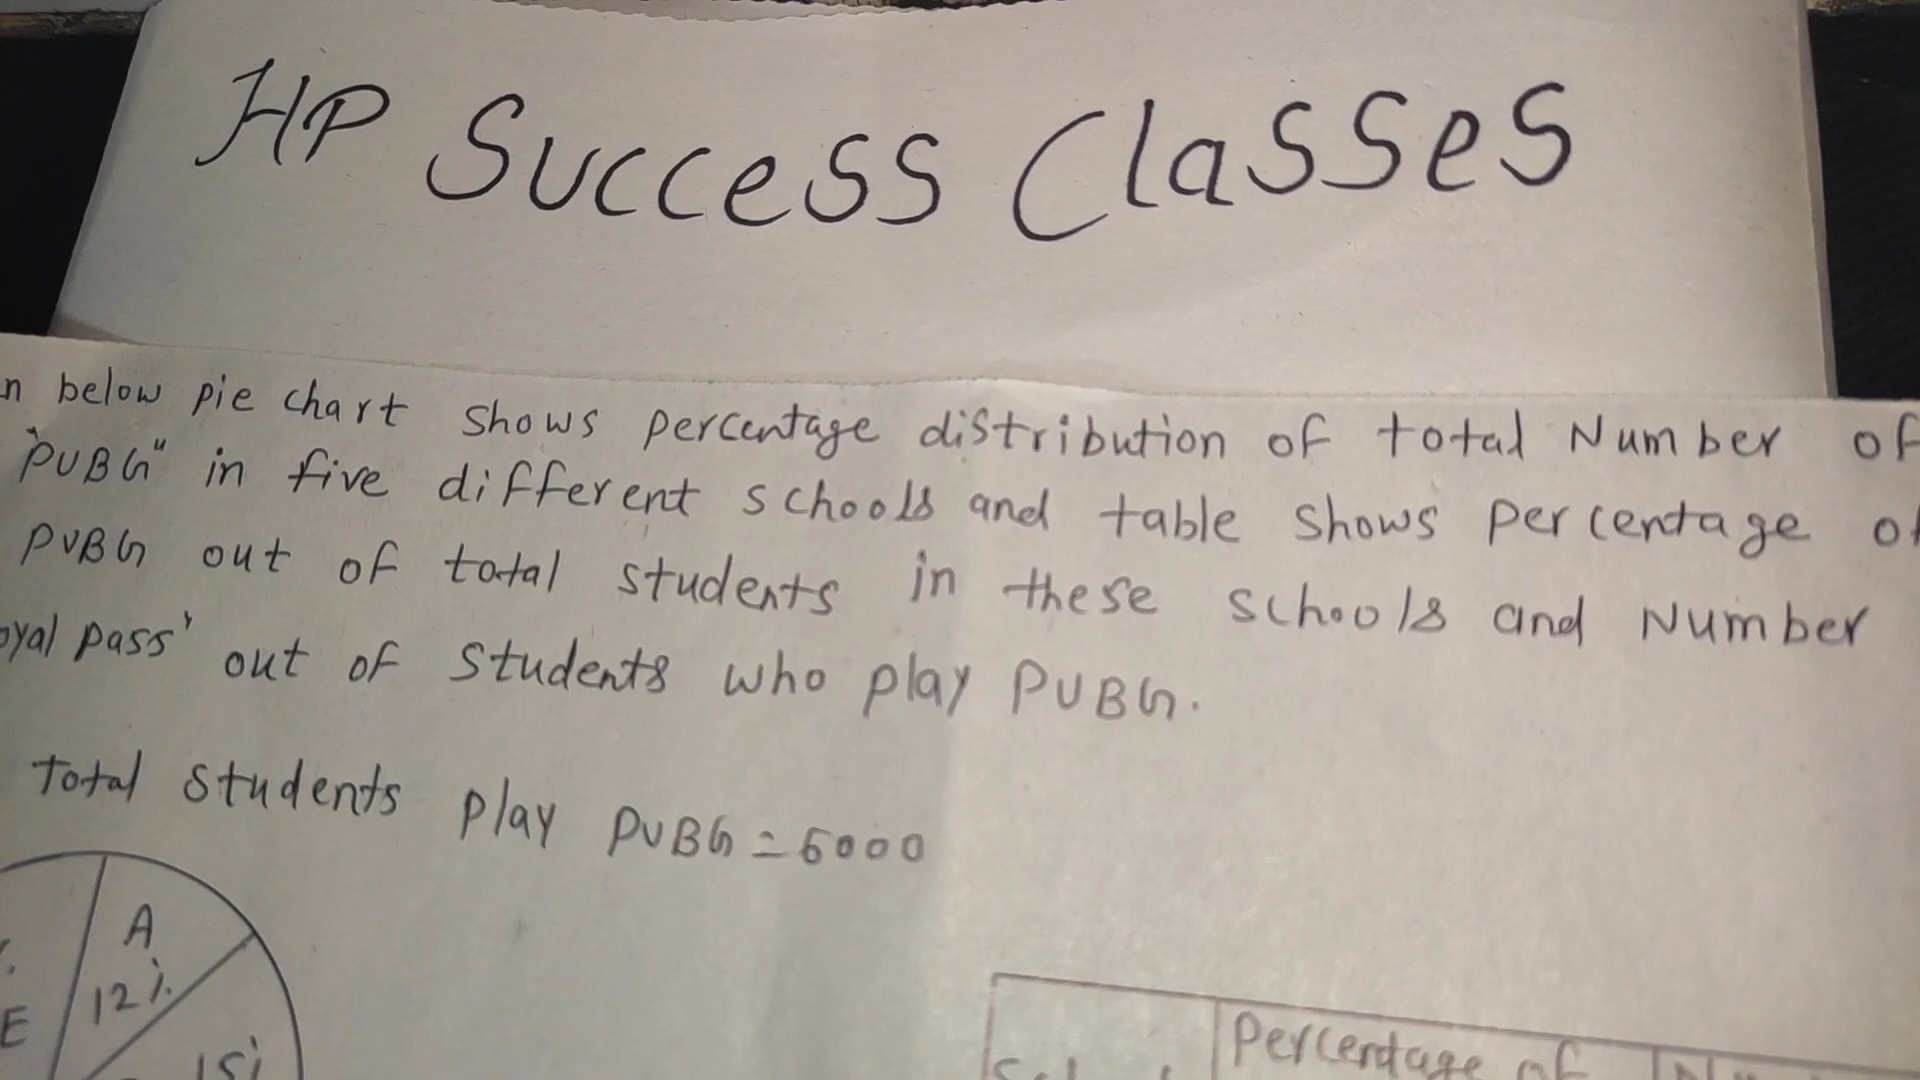 HP Success Classes
below pie chart shows percentage distribution of total Number of
"PUBG" in five different schools and table shows percentage of
PUBG out of total students in these schools and Number
pass' out of students who play PUBG.
Total students play PUBG = 6000
A
12%
E
15%
Percentage of